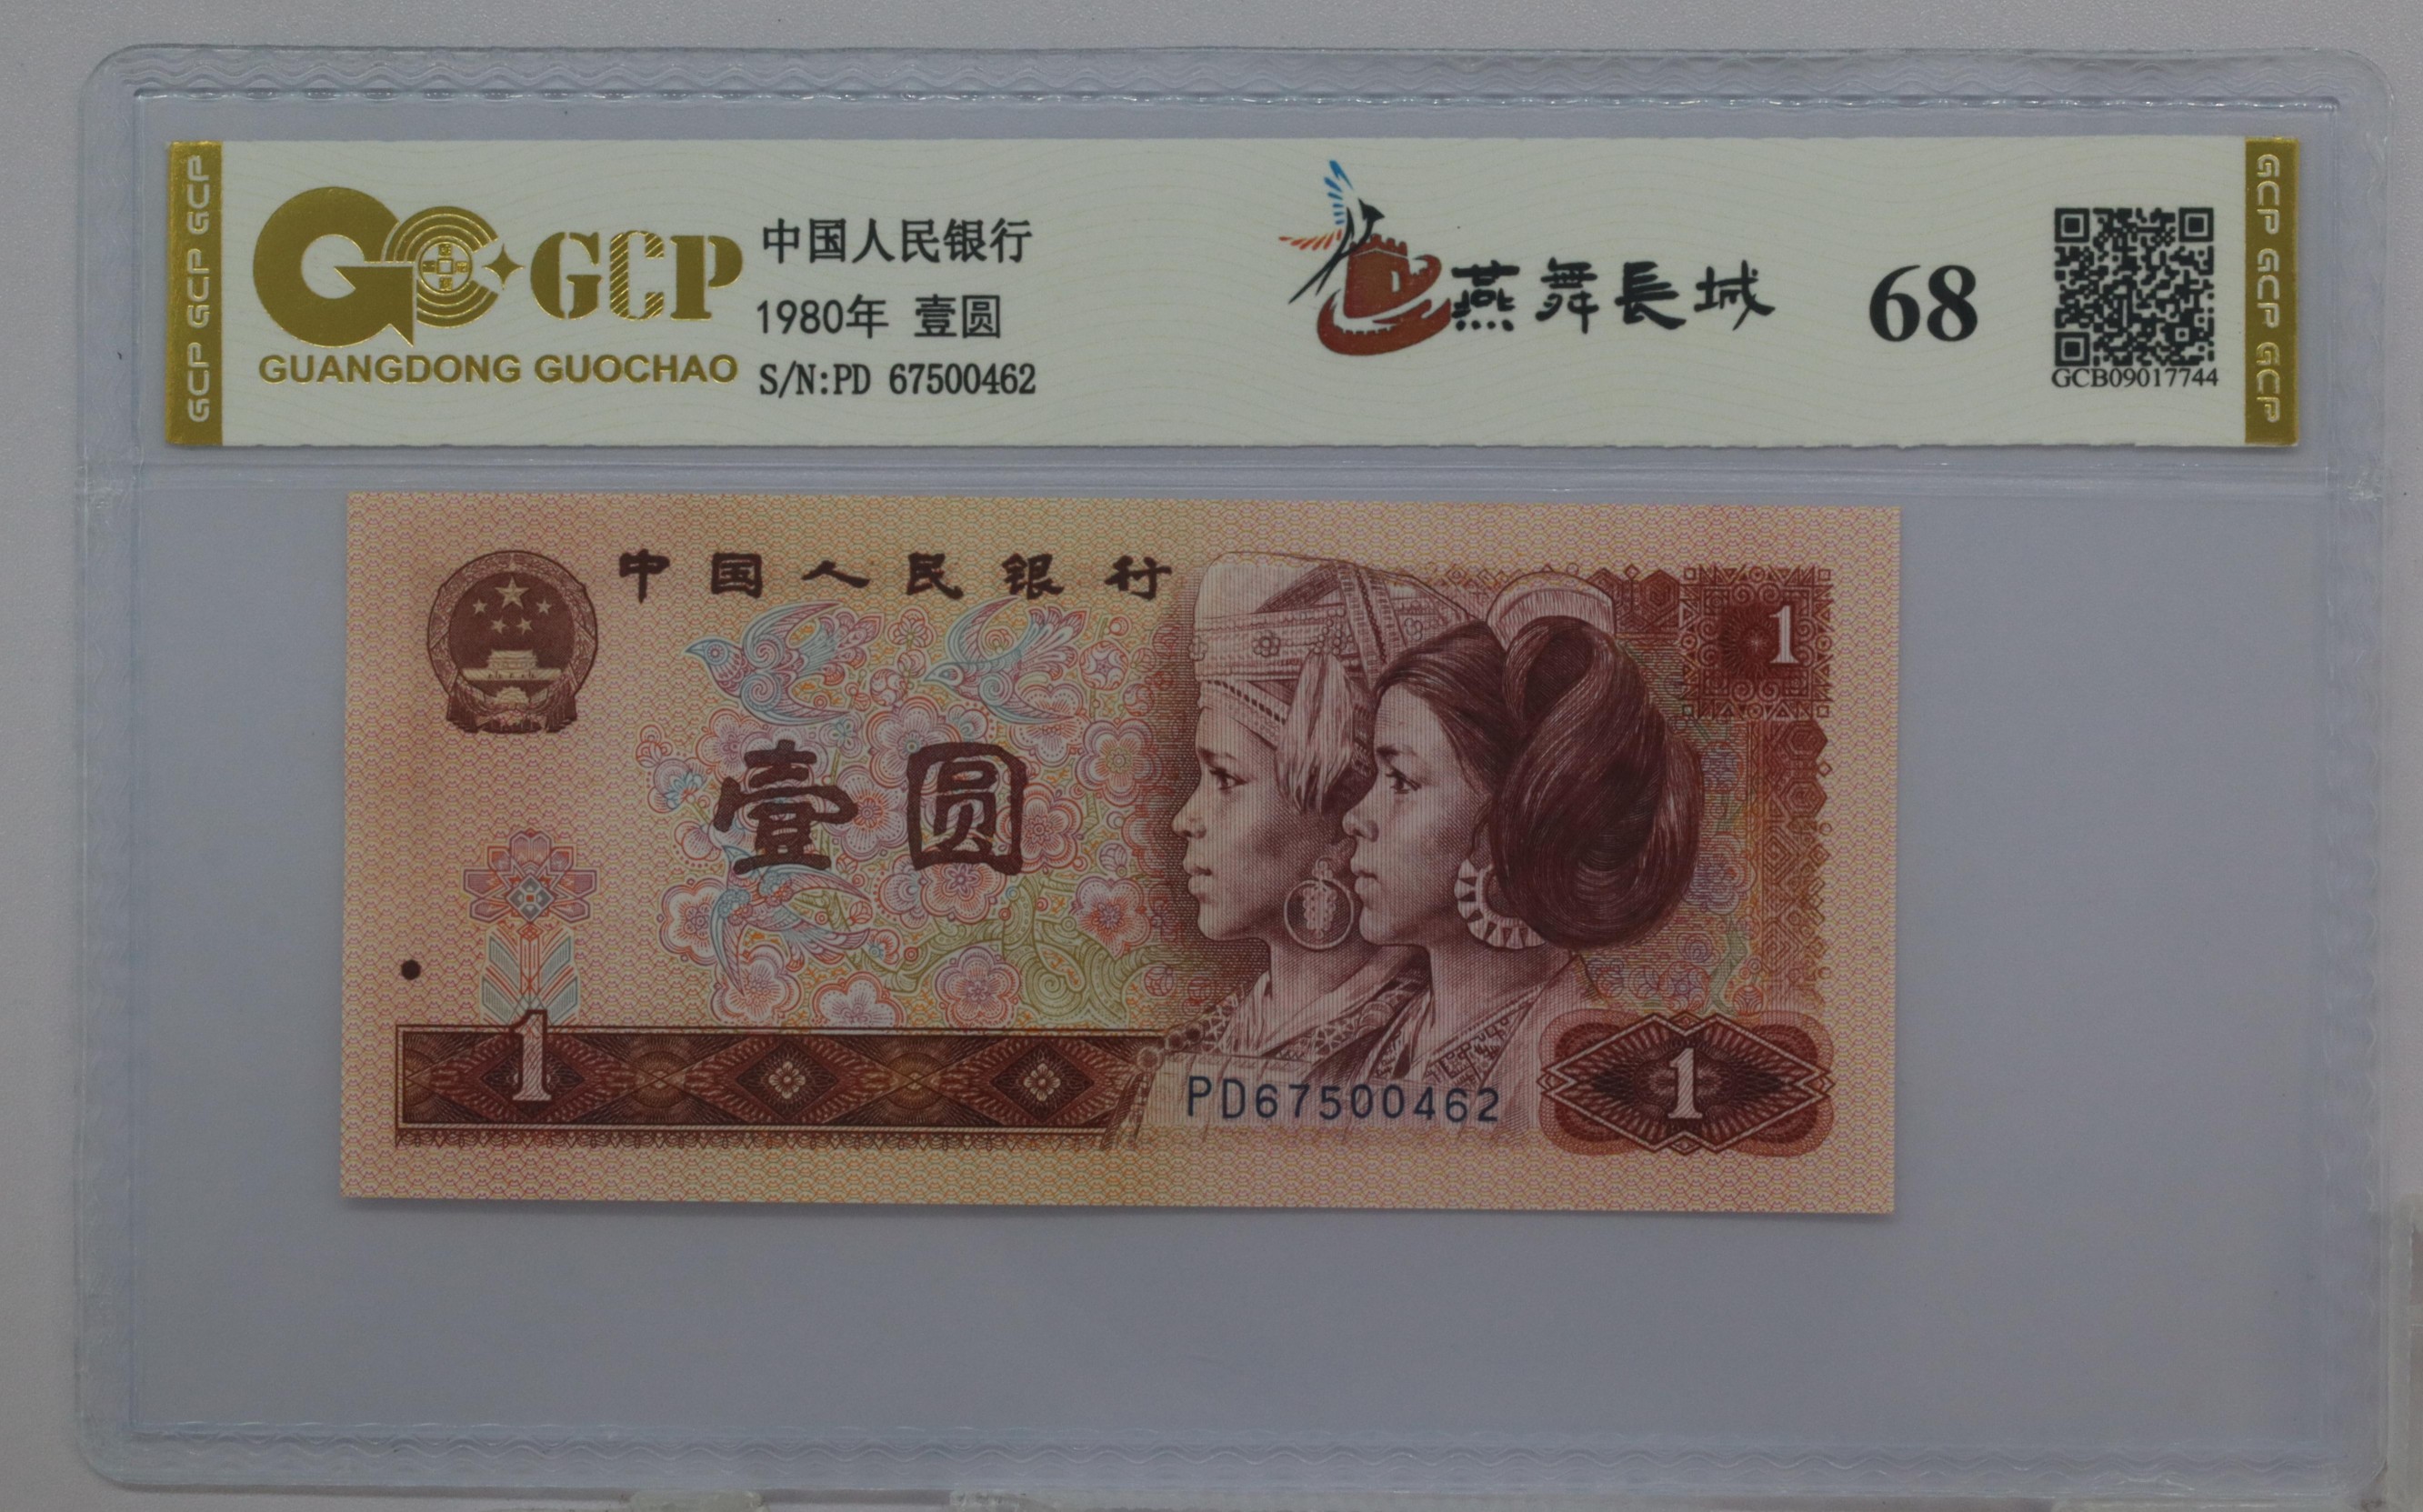 GCP GCP GCP
GCP
GUANGDONG GUOCHAO
中国人民银行
1980年 壹圆
S/N:PD 67500462
燕舞長城
68
GCB09017744
GCP GCP GCP
中国人民银行
壹圆
1
1
PD67500462
1